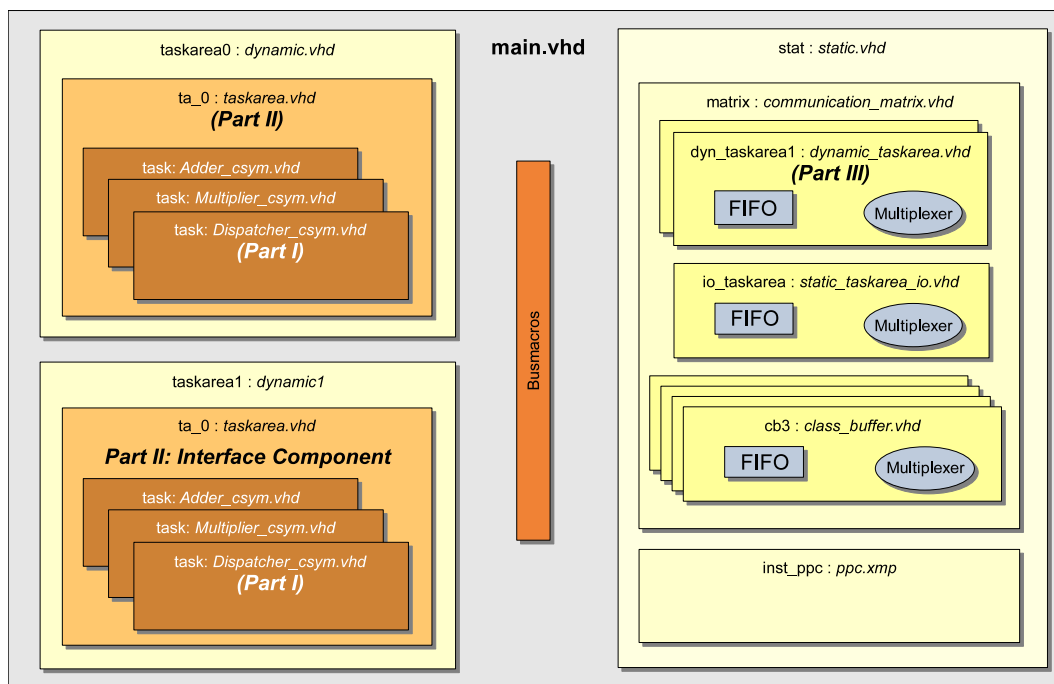 main.vhd
taskarea0 : dynamic.vhd
ta_0 : taskarea.vhd
(Part II)
task: Adder_csym.vhd
task: Multiplier_csym.vhd
task: Dispatcher_csym.vhd
(Part I)
taskarea1 : dynamic1
ta_0 : taskarea.vhd
Part II: Interface Component
task: Adder_csym.vhd
task: Multiplier_csym.vhd
task: Dispatcher_csym.vhd
(Part I)
Busmacros
stat : static.vhd
matrix : communication_matrix.vhd
dyn_taskarea1 : dynamic_taskarea.vhd
(Part III)
FIFO
Multiplexer
io_taskarea : static_taskarea_io.vhd
FIFO
Multiplexer
cb3 : class_buffer.vhd
FIFO
Multiplexer
inst_ppc : ppc.xmp